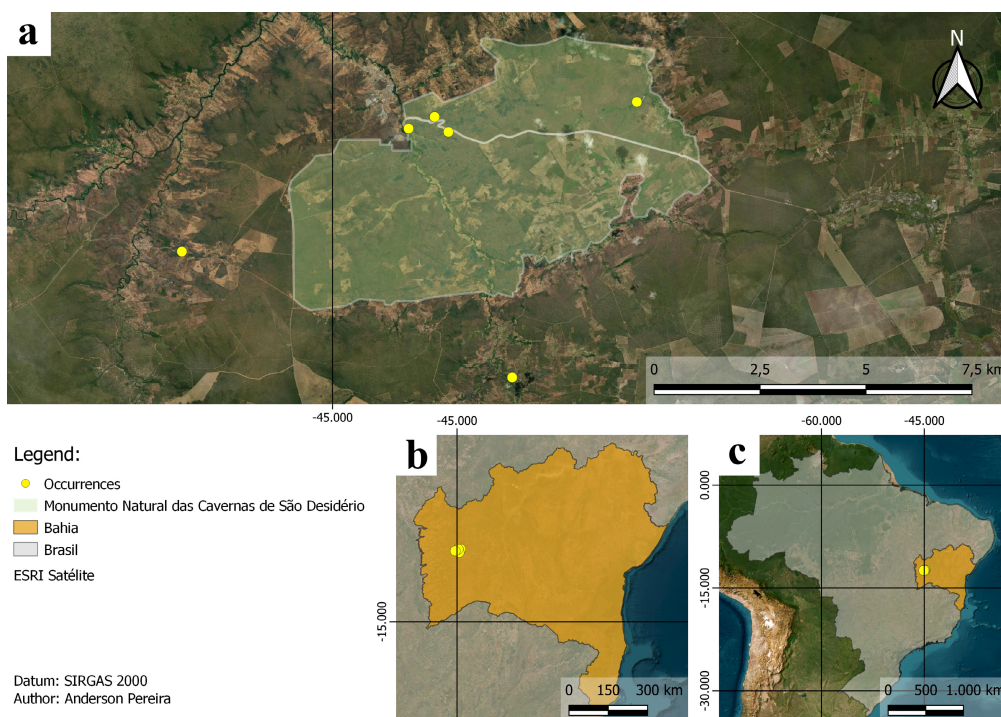 a
N
0 2,5 5 7,5 km
-45.000
Legend:
Occurrences
Monumento Natural das Cavernas de São Desidério
Bahia
Brasil
ESRI Satélite
Datum: SIRGAS 2000
Author: Anderson Pereira
-45.000
b
-15.000
0 150 300 km
-60.000 -45.000
c
0.000
-15.000
-30.000
0 500 1.000 km